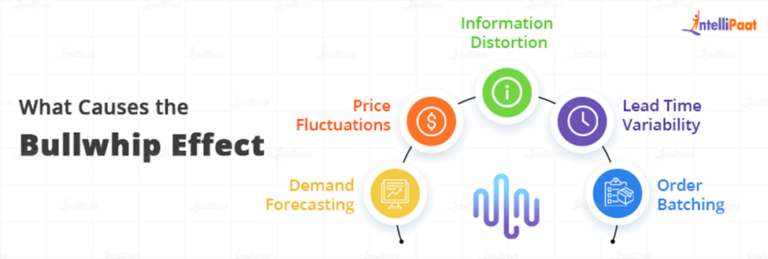 What Causes the
Bullwhip Effect
Demand
Forecasting
Price
Fluctuations
$
Information
Distortion
i
Lead Time
Variability
Order
Batching
IntelliPaat